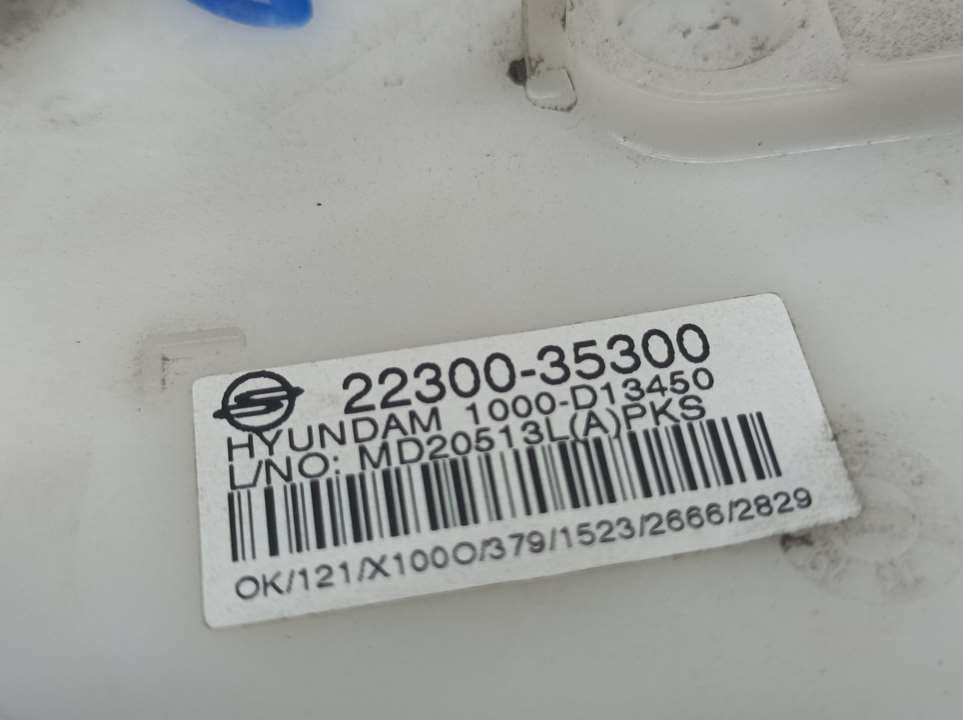 22300-35300
HYUNDAM 1000-D13450
L/NO: MD20513L(A)PKS
OK/121/X100O/379/1523/2666/2829